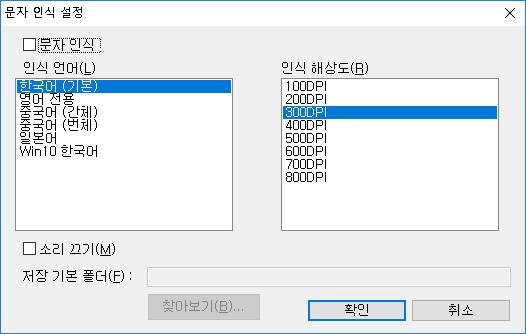 문자 인식 설정
문자 인식
인식 언어(L)
한국어 (기본)
영어 전용
중국어 (간체)
중국어 (번체)
일본어
Win10 한국어
인식 해상도(R)
100DPI
200DPI
300DPI
400DPI
500DPI
600DPI
700DPI
800DPI
소리 끄기(M)
저장 기본 폴더(F) :
찾아보기(B)...
확인
취소